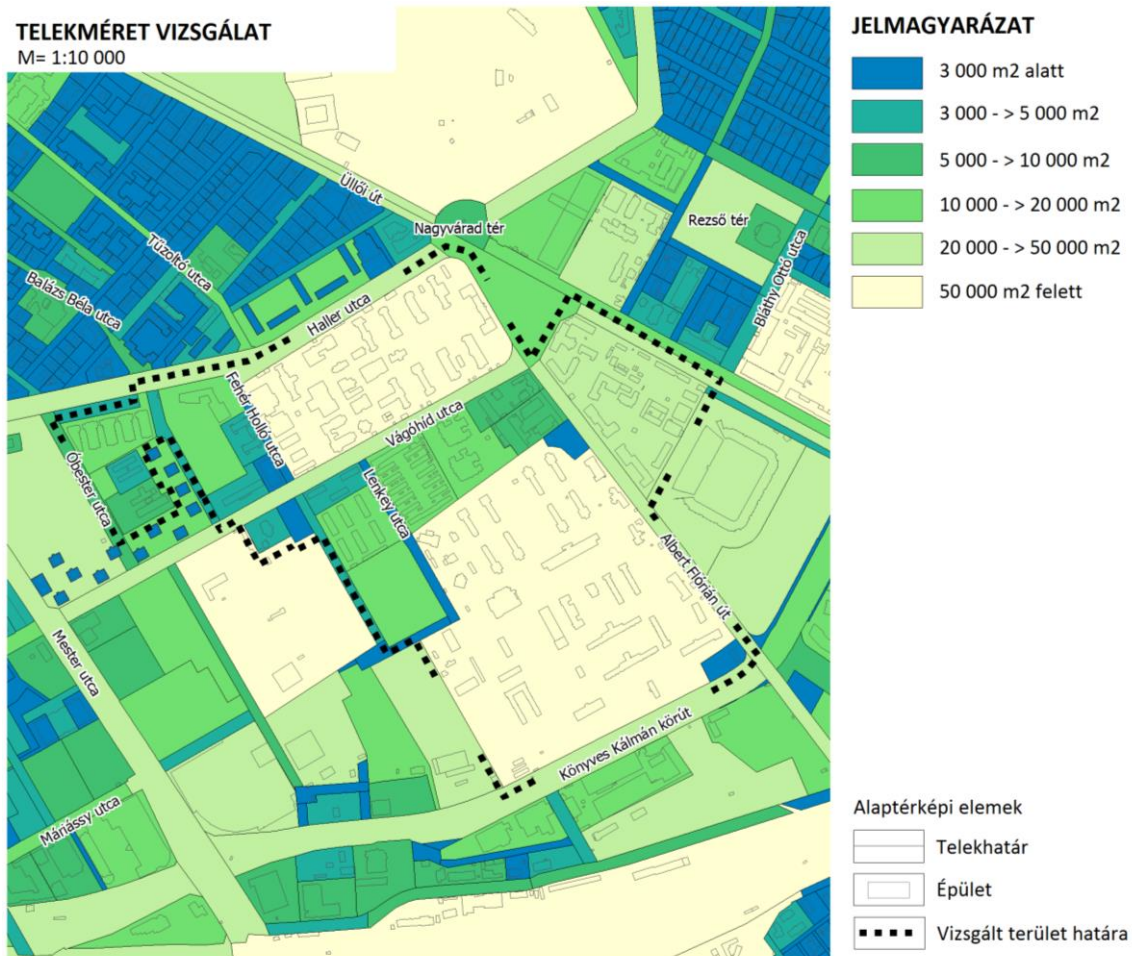 TELEKMÉRET VIZSGÁLAT
M= 1:10 000
Üllői út
Nagyvárad tér
Rezső tér
Bláthy Ottó utca
Tűzoltó utca
Balázs Béla utca
Haller utca
Fehér Holló utca
Vágóhíd utca
Óbester utca
Lenkey utca
Albert Flórián út
Mester utca
Könyves Kálmán körút
Máriássy utca
JELMAGYARÁZAT
3 000 m2 alatt
3 000 - > 5 000 m2
5 000 - > 10 000 m2
10 000 - > 20 000 m2
20 000 - > 50 000 m2
50 000 m2 felett
Alaptérképi elemek
Telekhatár
Épület
Vizsgált terület határa